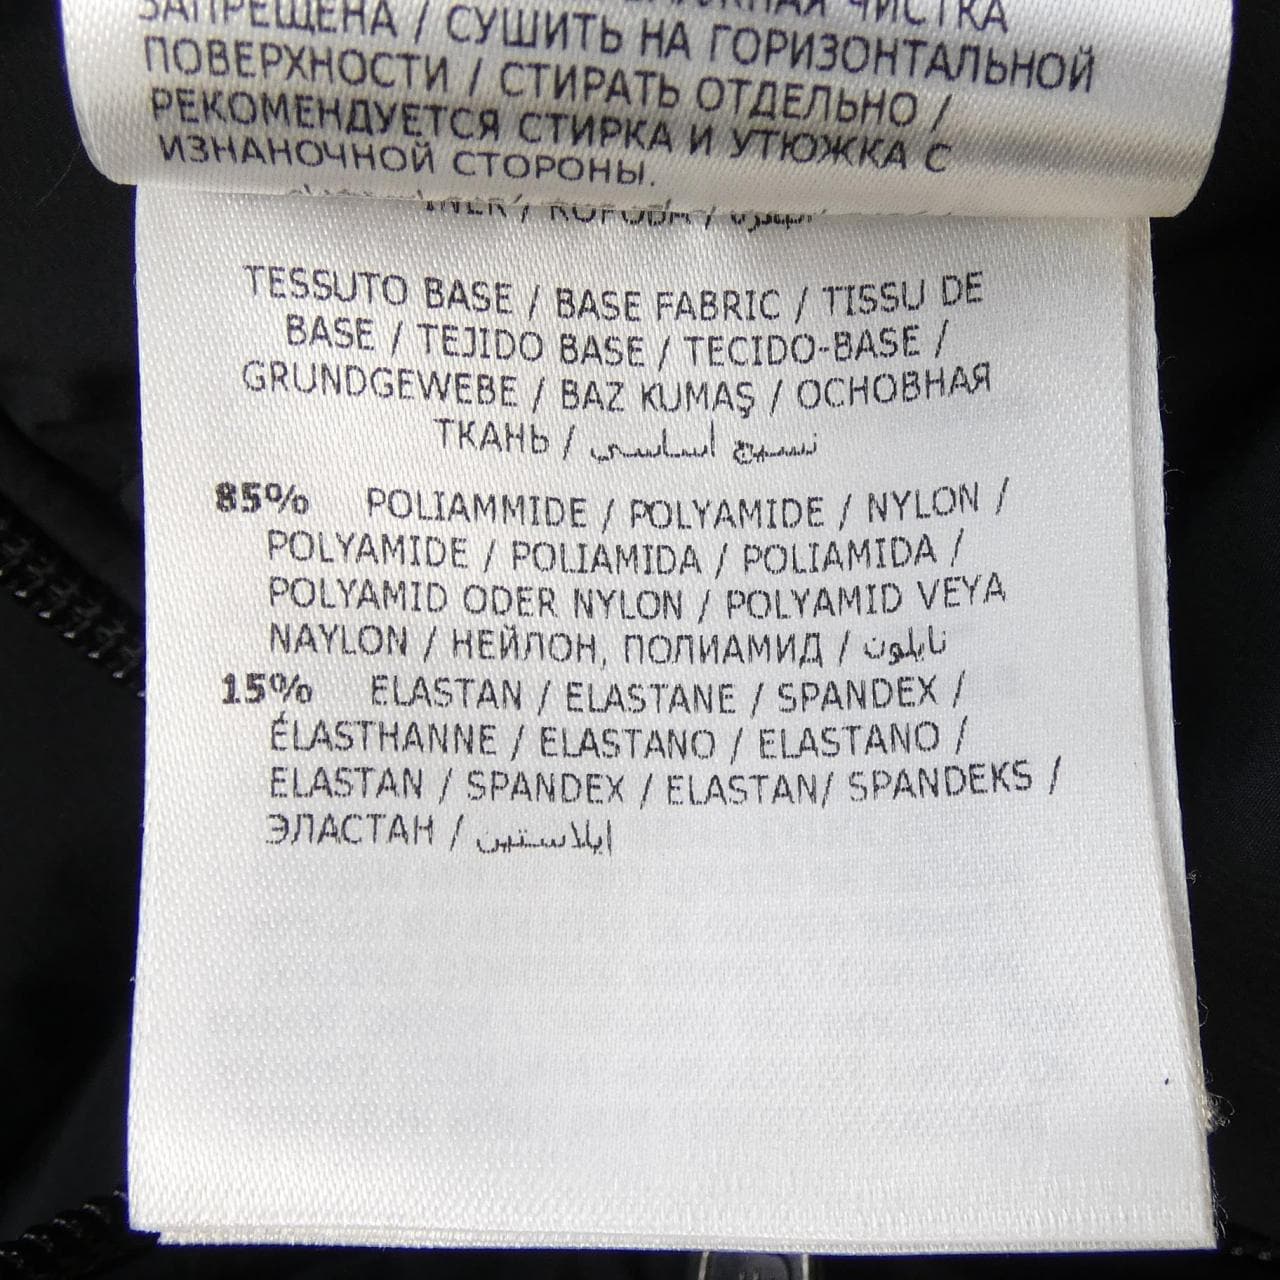 ЧИСТКА
ЗАПРЕЩЕНА / СУШИТЬ НА ГОРИЗОНТАЛЬНОЙ
ПОВЕРХНОСТИ / СТИРАТЬ ОТДЕЛЬНО /
РЕКОМЕНДУЕТСЯ СТИРКА И УТЮЖКА С
ИЗНАНОЧНОЙ СТОРОНЫ.
TESSUTO BASE / BASE FABRIC / TISSU DE
BASE / TEJIDO BASE / TECIDO-BASE /
GRUNDGEWEBE / BAZ KUMAŞ / ОСНОВНАЯ
ТКАНЬ / نسيج أساسي
85% POLIAMMIDE / POLYAMIDE / NYLON /
POLYAMIDE / POLIAMIDA / POLIAMIDA /
POLYAMID ODER NYLON / POLYAMID VEYA
NAYLON / НЕЙЛОН, ПОЛИАМИД / نايلون
15% ELASTAN / ELASTANE / SPANDEX /
ÉLASTHANNE / ELASTANO / ELASTANO /
ELASTAN / SPANDEX / ELASTAN/ SPANDEKS /
ЭЛАСТАН / ايلاستين